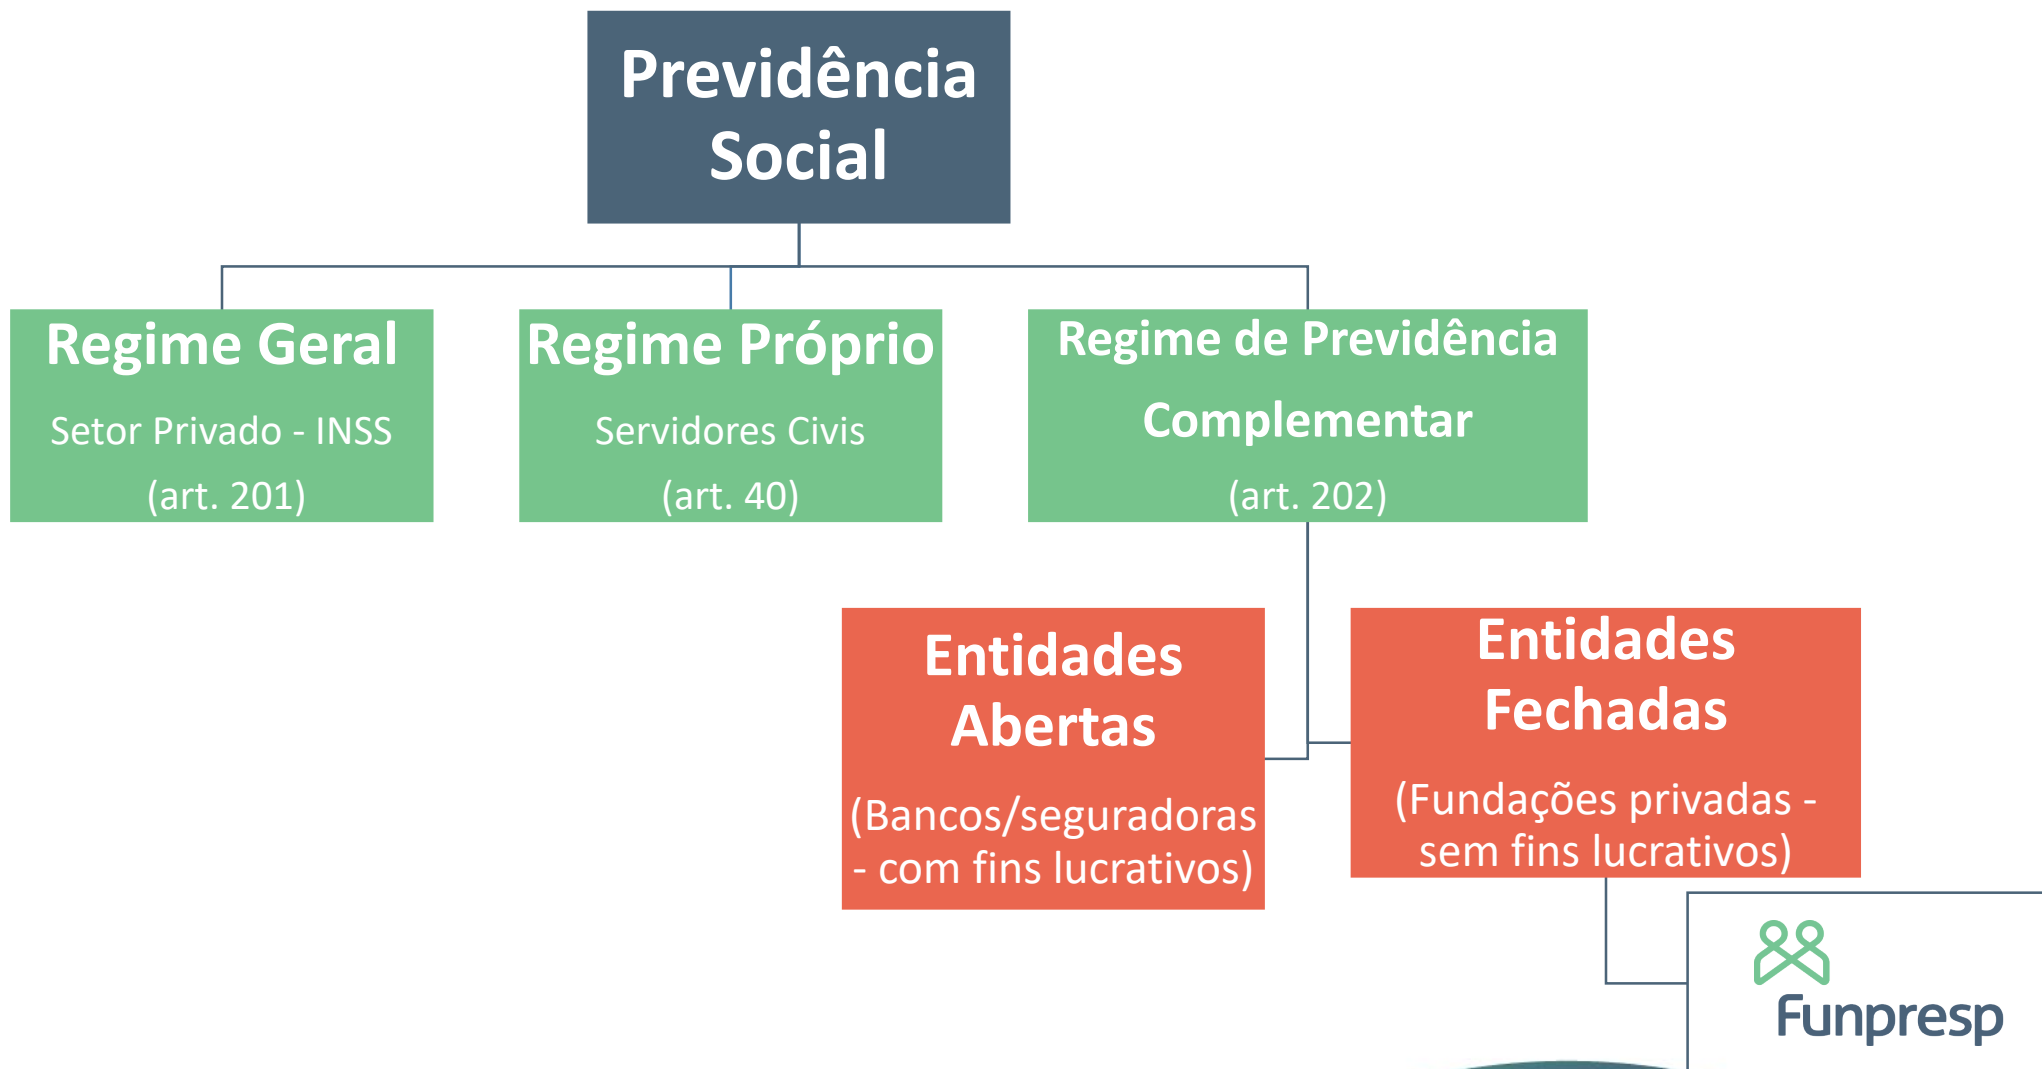 Previdência
Social
Regime Geral
Setor Privado - INSS
(art. 201)
Regime Próprio
Servidores Civis
(art. 40)
Regime de Previdência
Complementar
(art. 202)
Entidades
Abertas
(Bancos/seguradoras
- com fins lucrativos)
Entidades
Fechadas
(Fundações privadas -
sem fins lucrativos)
Funpresp